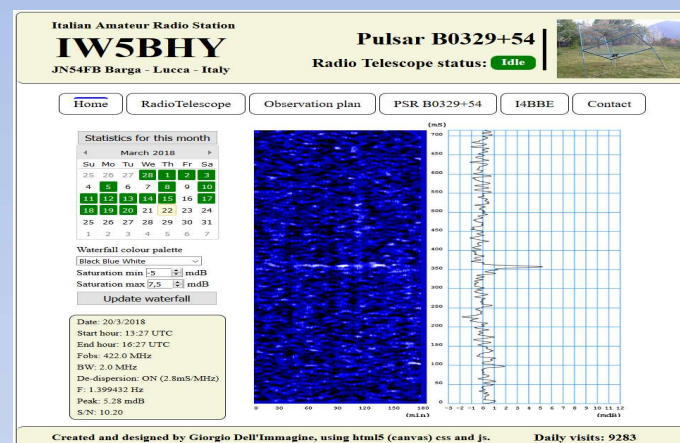 Italian Amateur Radio Station
IW5BHY
JN54FB Barga - Lucca - Italy
Pulsar B0329+54
Radio Telescope status: Idle
Home RadioTelescope Observation plan PSR B0329+54 I4BBE Contact
Statistics for this month
March 2018
Su Mo Tu We Th Fr Sa
25 26 27 28 1 2 3
4 5 6 7 8 9 10
11 12 13 14 15 16 17
18 19 20 21 22 23 24
25 26 27 28 29 30 31
1 2 3 4 5 6 7
Waterfall colour palette
Black Blue White
Saturation min -5 mdB
Saturation max 7,5 mdB
Update waterfall
Date: 20/3/2018
Start hour: 13:27 UTC
End hour: 16:27 UTC
Fobs: 422.0 MHz
BW: 2.0 MHz
De-dispersion: ON (2.8mS/MHz)
F: 1.399432 Hz
Peak: 5.28 mdB
S/N: 10.20
(mS)
700
650
600
550
500
450
400
350
300
250
200
150
100
50
0
0 30 60 90 120 150 180
(min)
-3 -2 -1 0 1 2 3 4 5 6 7 8 9 10 11 12
(mdB)
Created and designed by Giorgio Dell'Immagine, using html5 (canvas) css and js.
Daily visits: 9283